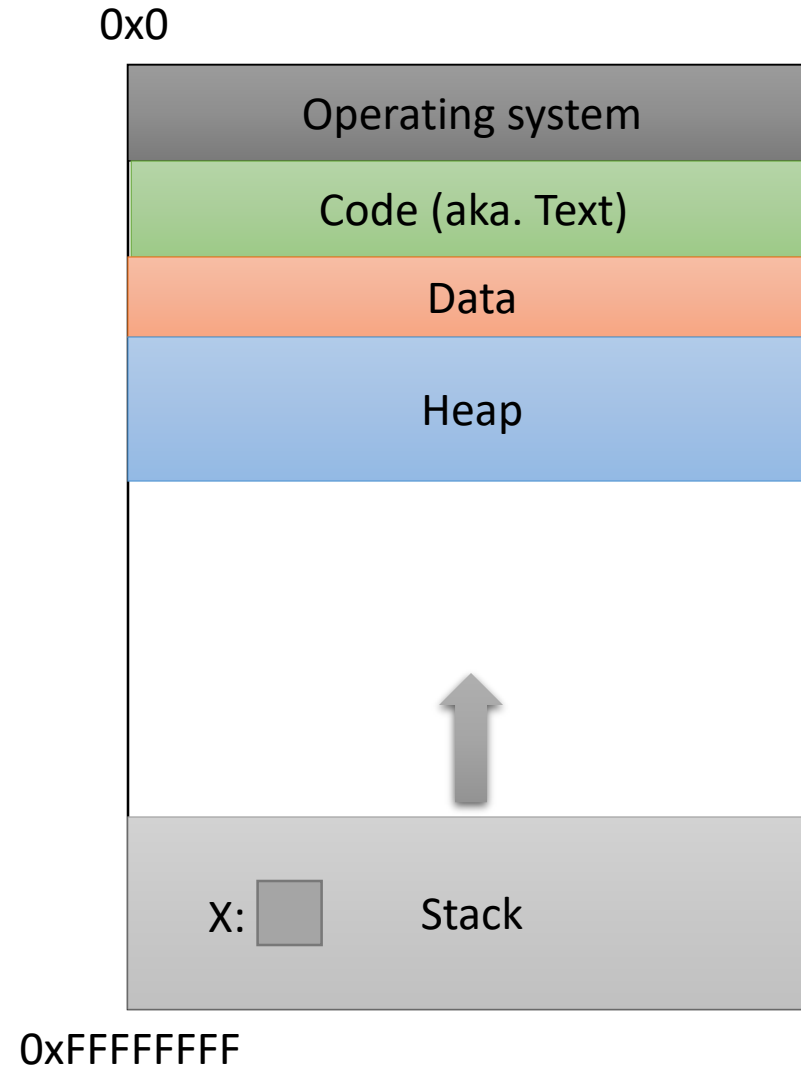 0x0
Operating system
Code (aka. Text)
Data
Heap
X: Stack
0xFFFFFFFF